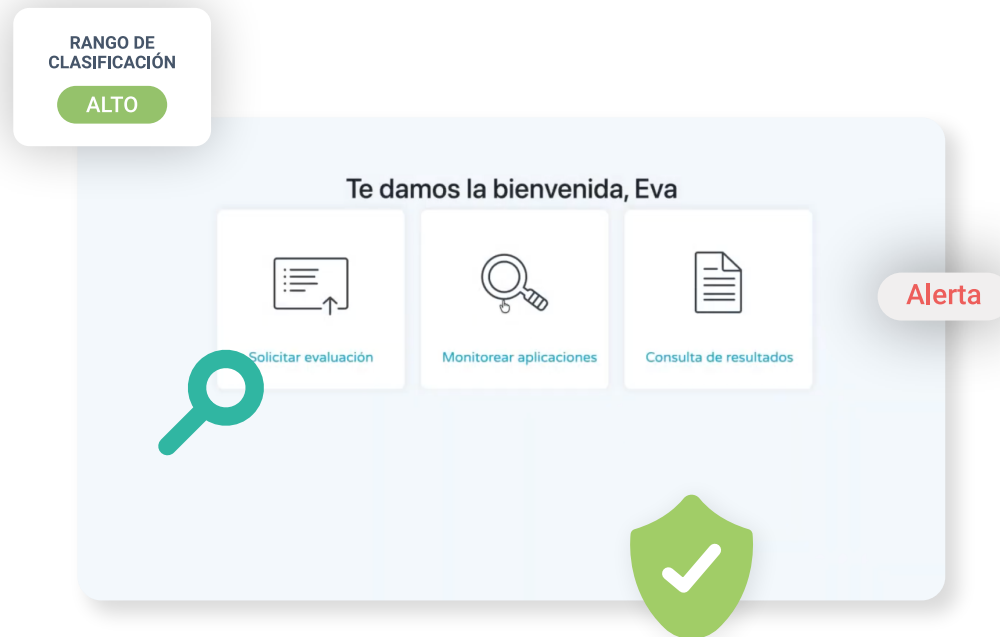 RANGO DE
CLASIFICACIÓN
ALTO
Te damos la bienvenida, Eva
Solicitar evaluación
Monitorear aplicaciones
Consulta de resultados
Alerta